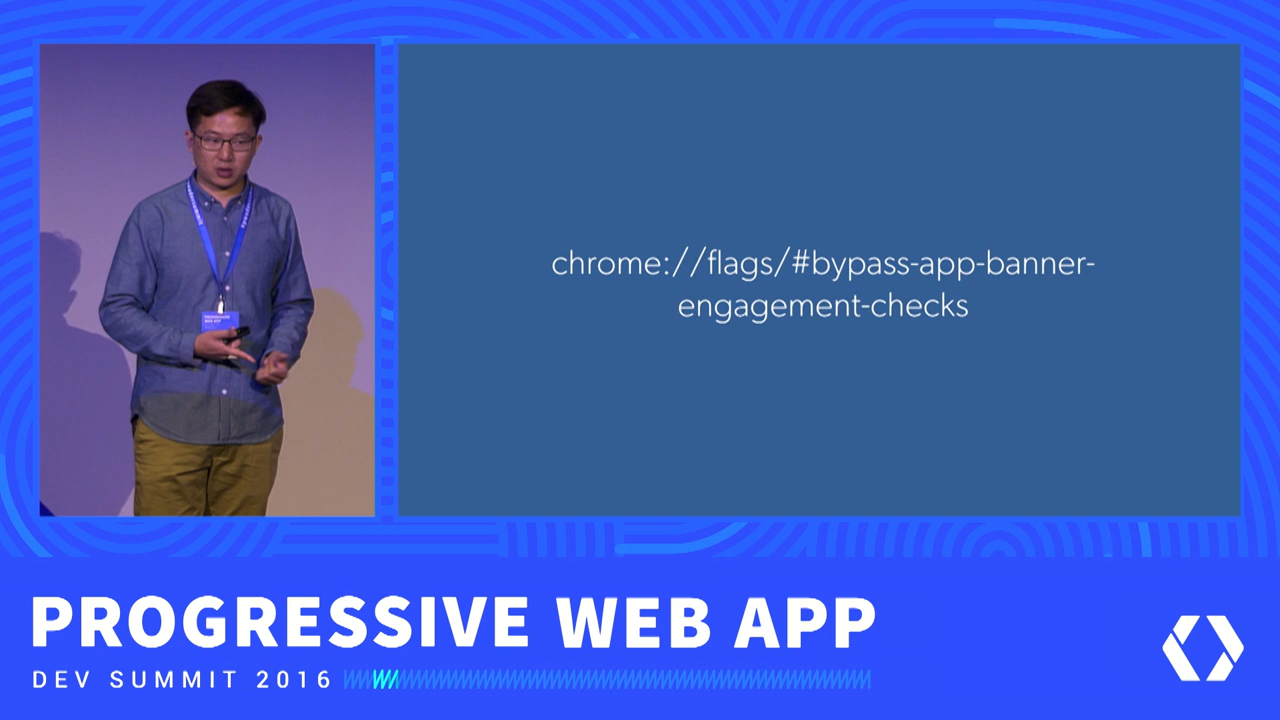 chrome://flags/#bypass-app-banner-
engagement-checks
PROGRESSIVE WEB APP
DEV SUMMIT 2016